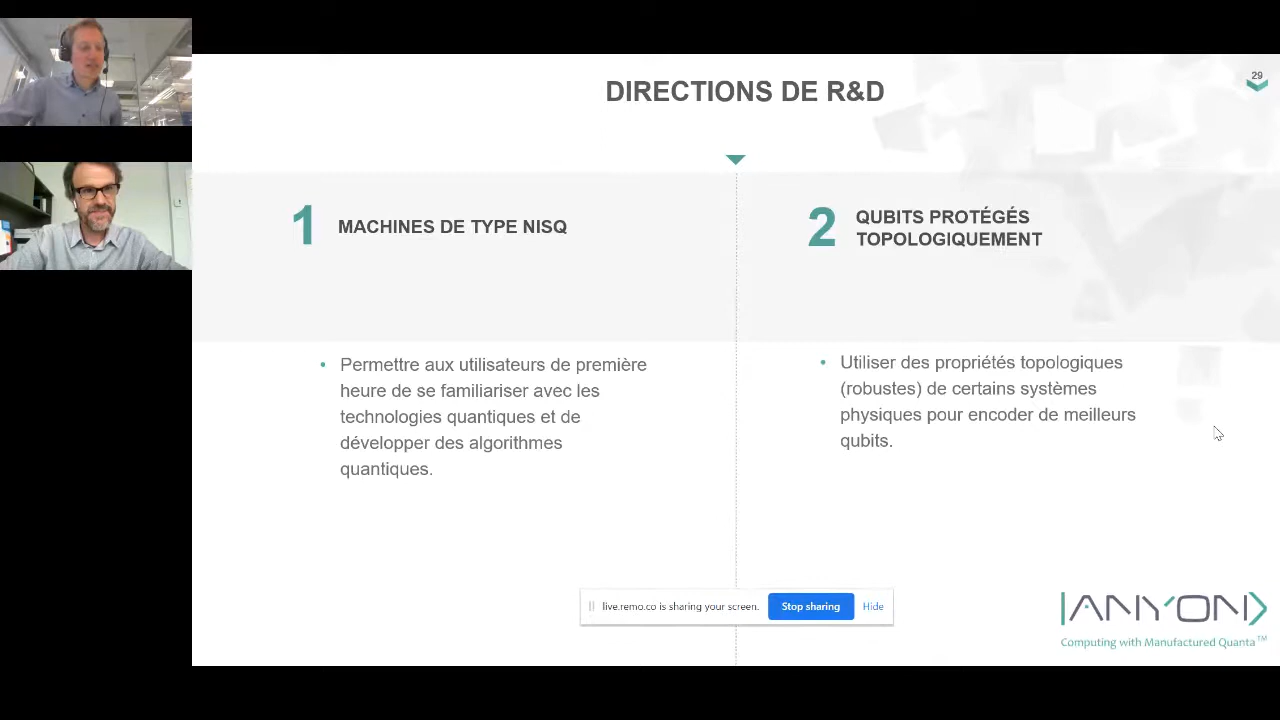 DIRECTIONS DE R&D
29
1
MACHINES DE TYPE NISQ
2
QUBITS PROTÉGÉS
TOPOLOGIQUEMENT
• Permettre aux utilisateurs de première
heure de se familiariser avec les
technologies quantiques et de
développer des algorithmes
quantiques.
• Utiliser des propriétés topologiques
(robustes) de certains systèmes
physiques pour encoder de meilleurs
qubits.
live.remo.co is sharing your screen.
Stop sharing
Hide
|ANYON⟩
Computing with Manufactured Quanta™